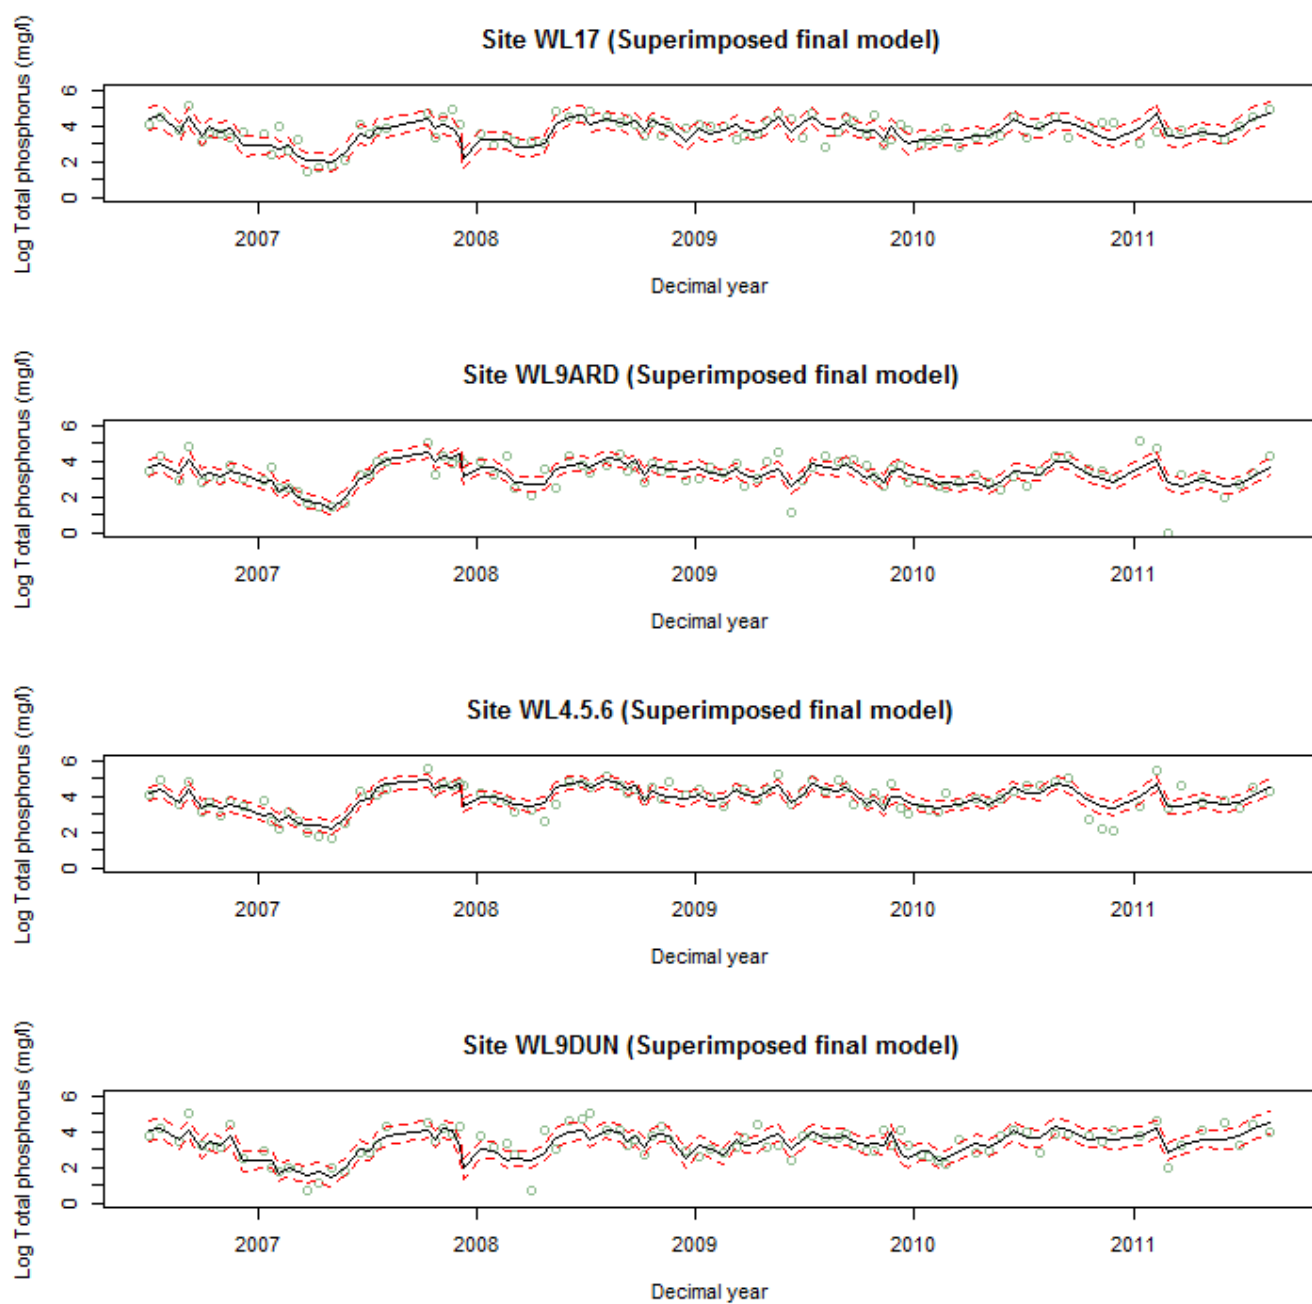 Site WL17 (Superimposed final model)
Log Total phosphorus (mg/l)
6
4
2
0
2007 2008 2009 2010 2011
Decimal year
Site WL9ARD (Superimposed final model)
Log Total phosphorus (mg/l)
6
4
2
0
2007 2008 2009 2010 2011
Decimal year
Site WL4.5.6 (Superimposed final model)
Log Total phosphorus (mg/l)
6
4
2
0
2007 2008 2009 2010 2011
Decimal year
Site WL9DUN (Superimposed final model)
Log Total phosphorus (mg/l)
6
4
2
0
2007 2008 2009 2010 2011
Decimal year